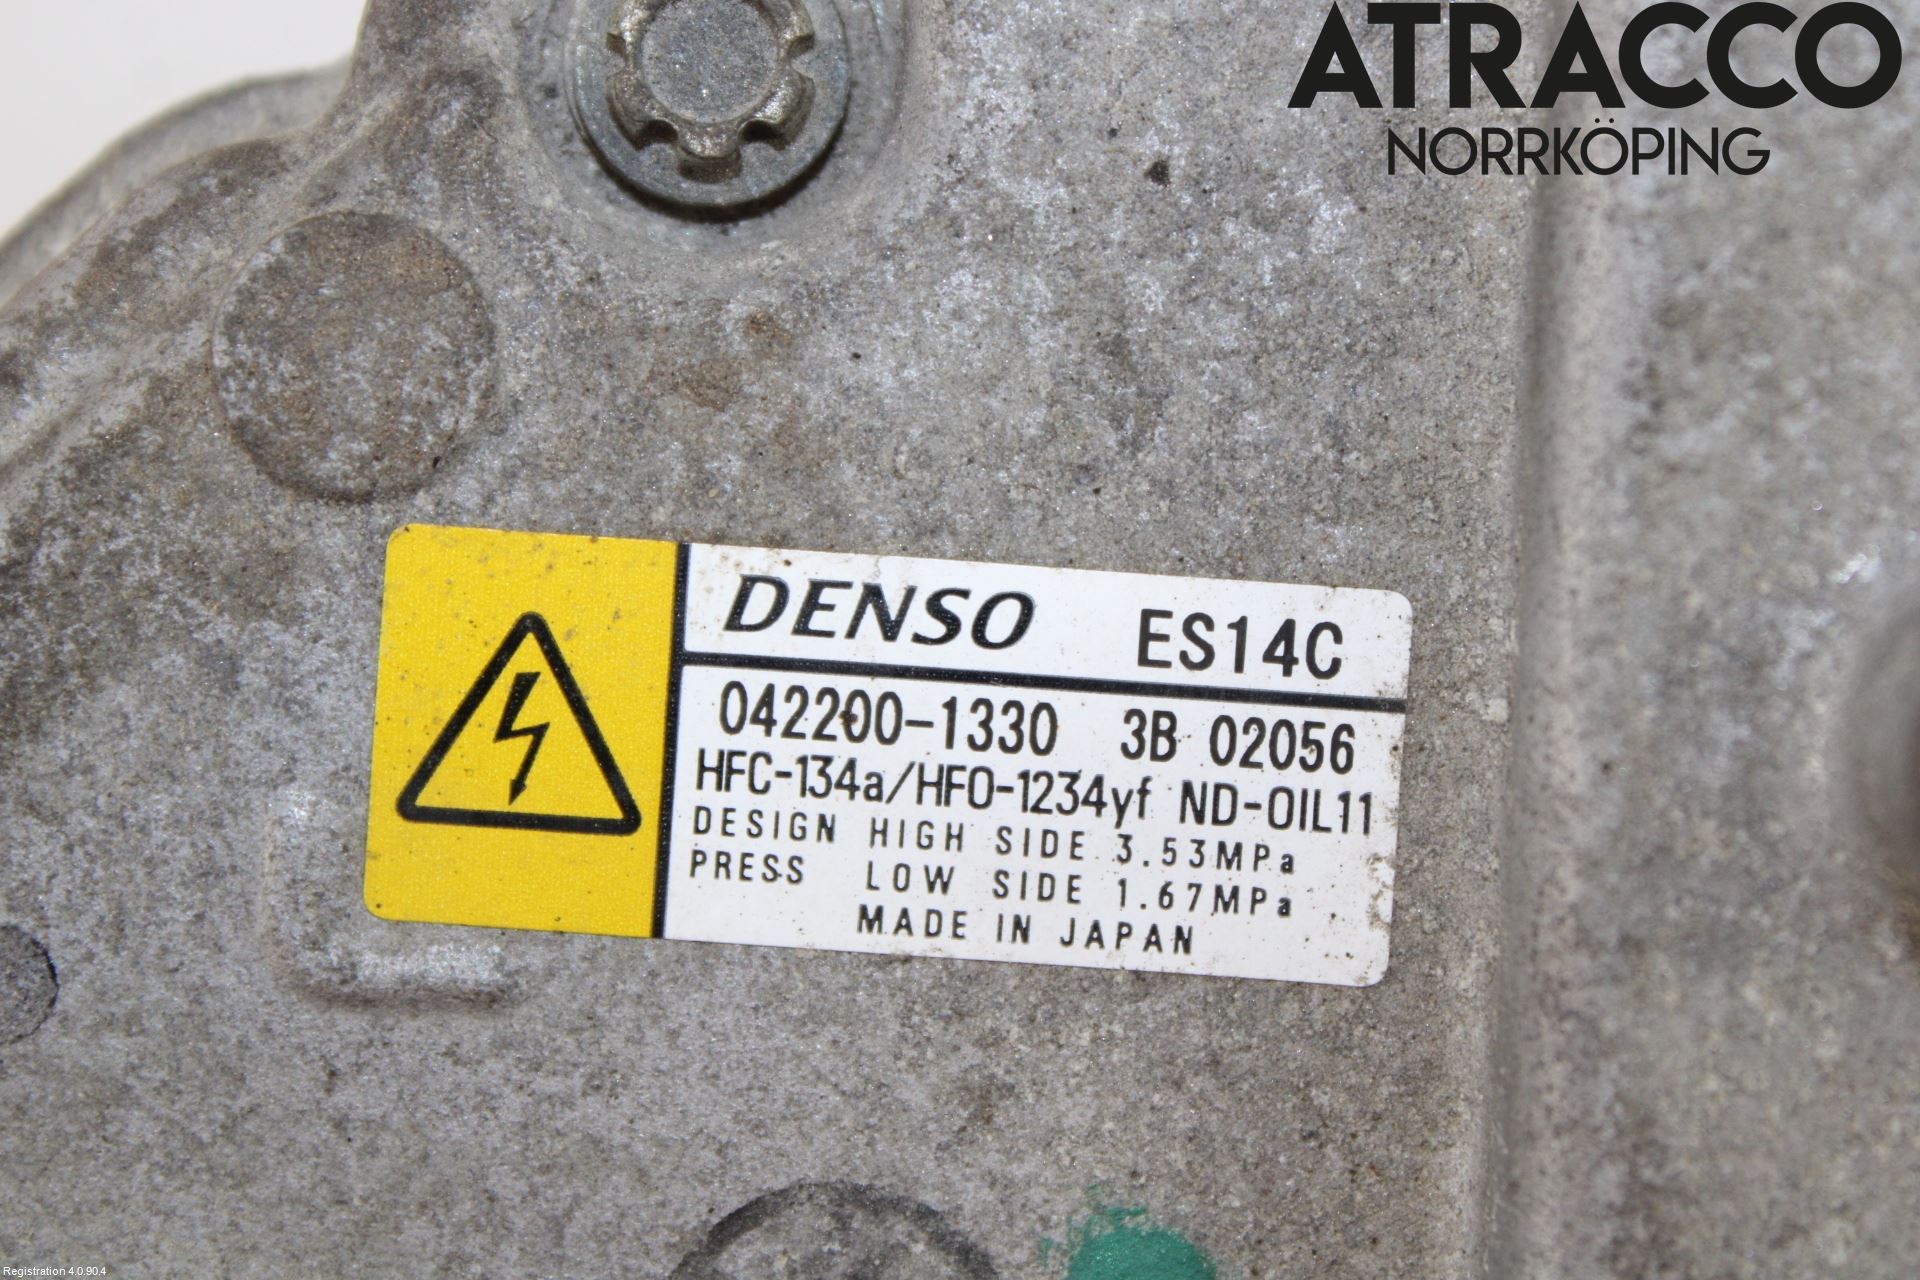 ATRACCO
NORRKÖPING
DENSO ES14C
042200-1330 3B 02056
HFC-134a/HFO-1234yf ND-OIL11
DESIGN HIGH SIDE 3.53MPa
PRESS LOW SIDE 1.67MPa
MADE IN JAPAN
Registration 4.0.90.4